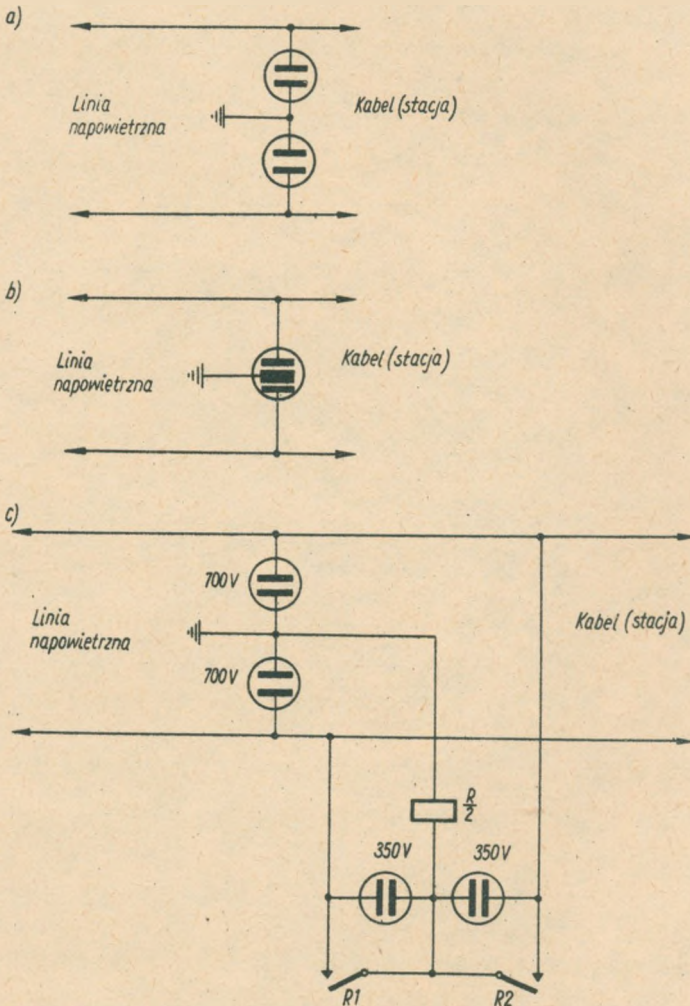 a)
Linia
napowietrzna
Kabel (stacja)
b)
Linia
napowietrzna
Kabel (stacja)
c)
700V
Linia
napowietrzna
Kabel (stacja)
700V
R
2
350V
350V
R1
R2